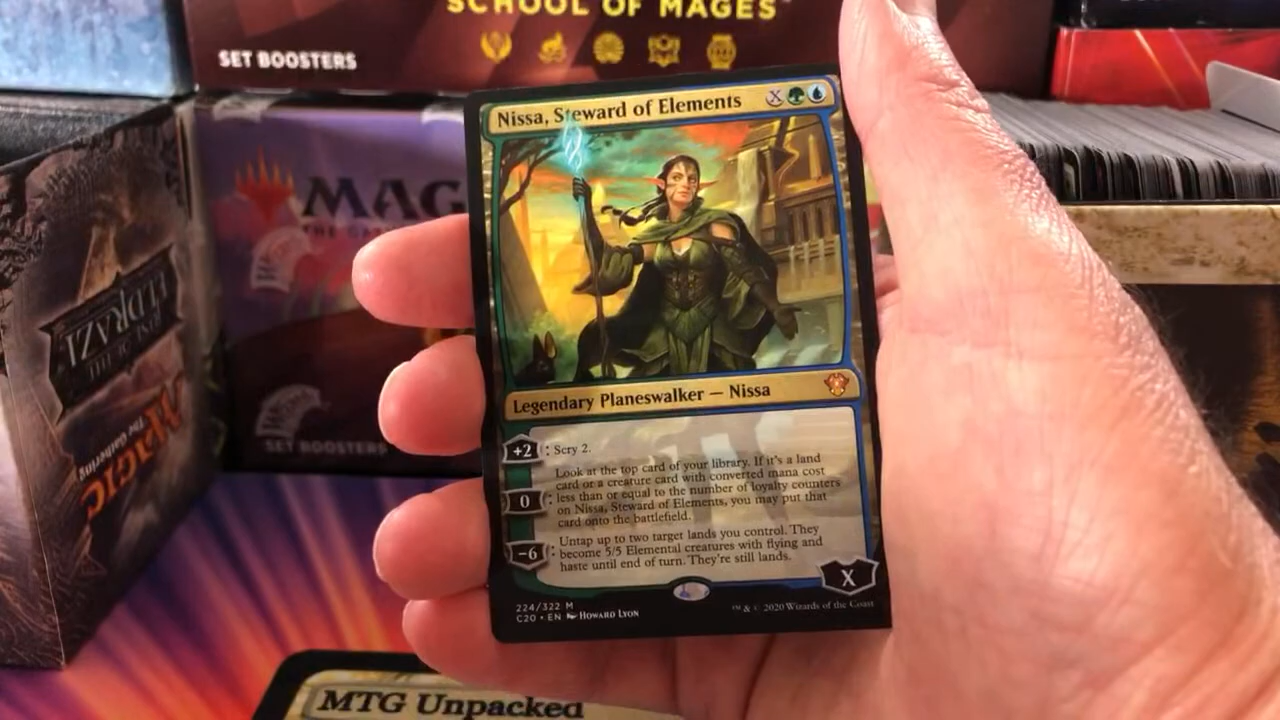 SCHOOL OF MAGES
SET BOOSTERS
MAG
Nissa, Steward of Elements X
Legendary Planeswalker — Nissa
+2: Scry 2.
Look at the top card of your library. If it's a land
card or a creature card with converted mana cost
0: less than or equal to the number of loyalty counters
on Nissa, Steward of Elements, you may put that
card onto the battlefield.
Untap up to two target lands you control. They
-6: become 5/5 Elemental creatures with flying and
haste until end of turn. They're still lands.
X
224/322 M
C20 • EN Howard Lyon
™ & © 2020 Wizards of the Coast
RISE OF THE
ELDRAZI
MAGIC
The Gathering
SET BOOSTERS
MTG Unpacked